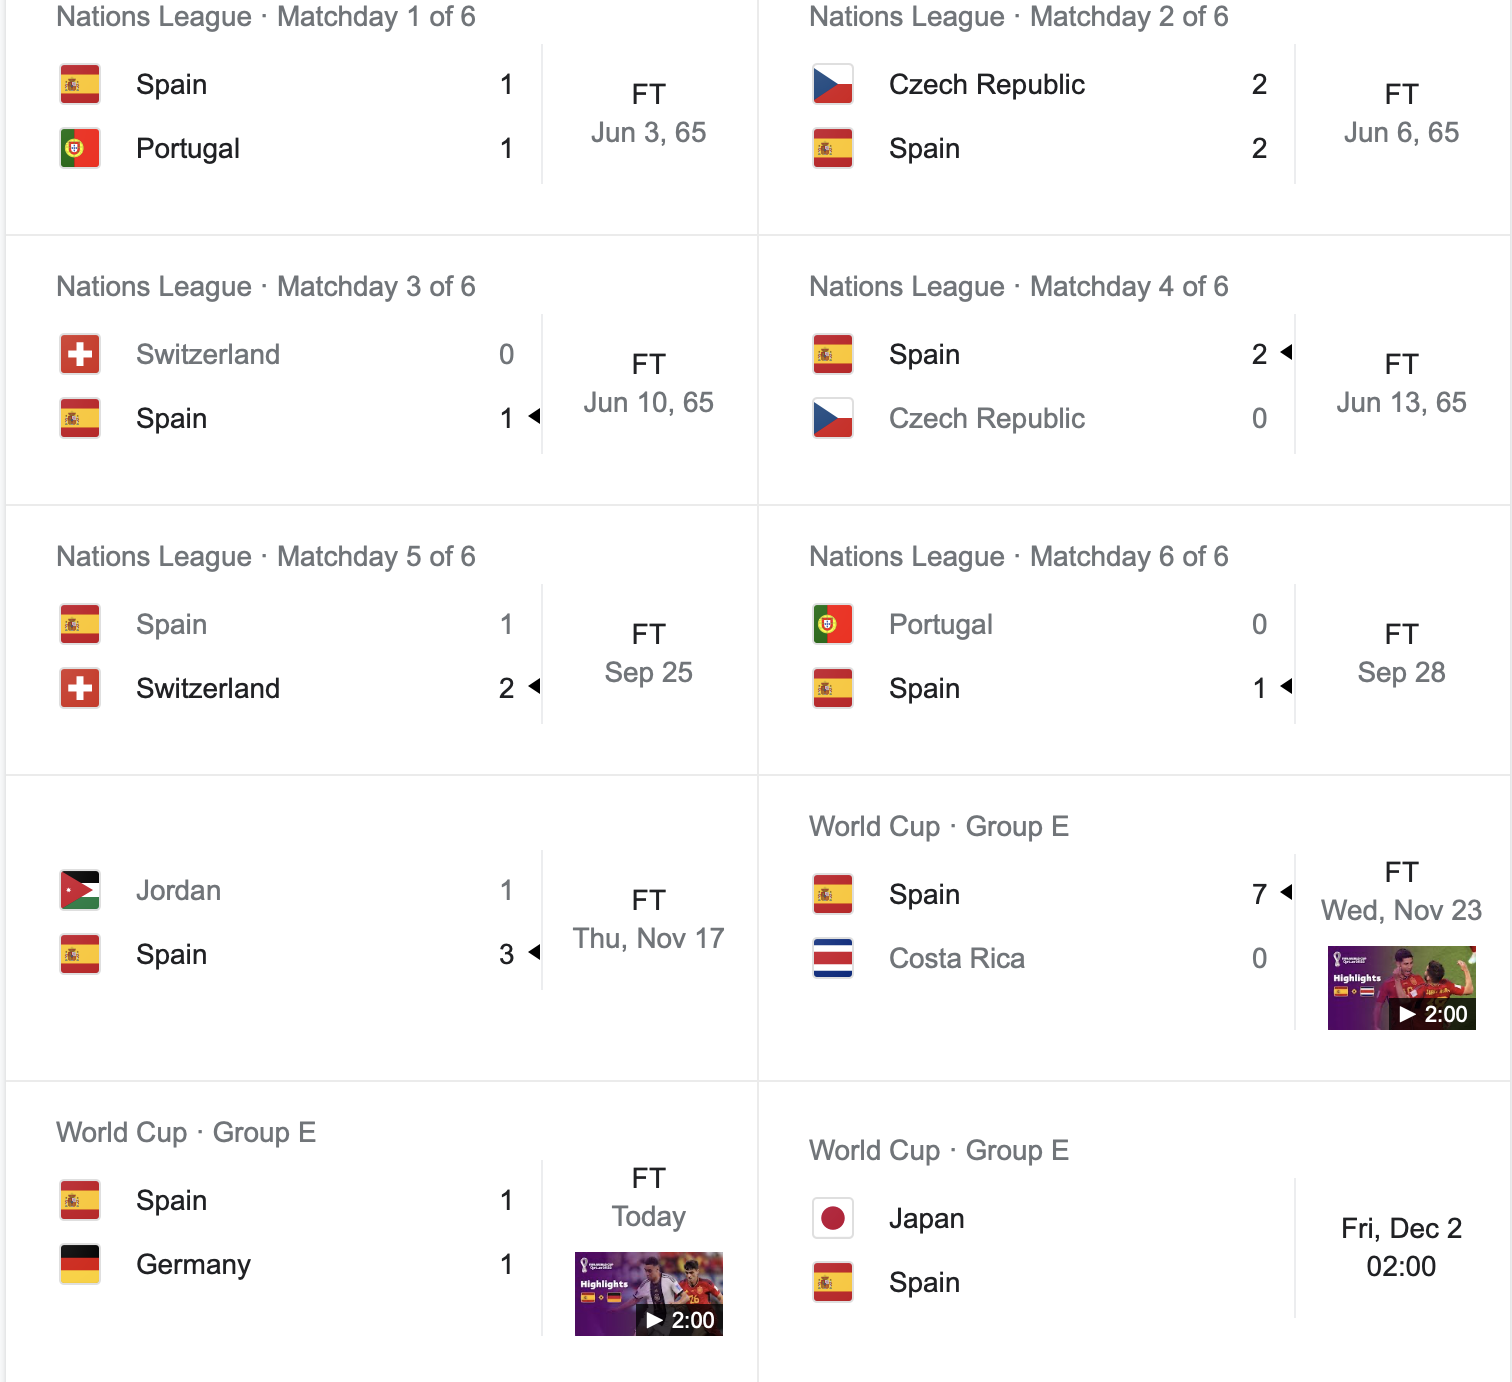 Nations League · Matchday 1 of 6
Spain 1
Portugal 1
FT
Jun 3, 65
Nations League · Matchday 2 of 6
Czech Republic 2
Spain 2
FT
Jun 6, 65
Nations League · Matchday 3 of 6
Switzerland 0
Spain 1
FT
Jun 10, 65
Nations League · Matchday 4 of 6
Spain 2
Czech Republic 0
FT
Jun 13, 65
Nations League · Matchday 5 of 6
Spain 1
Switzerland 2
FT
Sep 25
Nations League · Matchday 6 of 6
Portugal 0
Spain 1
FT
Sep 28
Jordan 1
Spain 3
FT
Thu, Nov 17
World Cup · Group E
Spain 7
Costa Rica 0
FT
Wed, Nov 23
Highlights
2:00
World Cup · Group E
Spain 1
Germany 1
FT
Today
Highlights
26
2:00
World Cup · Group E
Japan
Spain
Fri, Dec 2
02:00